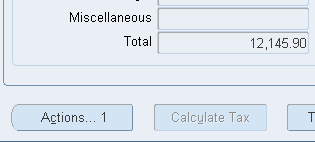 Miscellaneous
Total 12,145.90
Actions... 1 Calculate Tax T